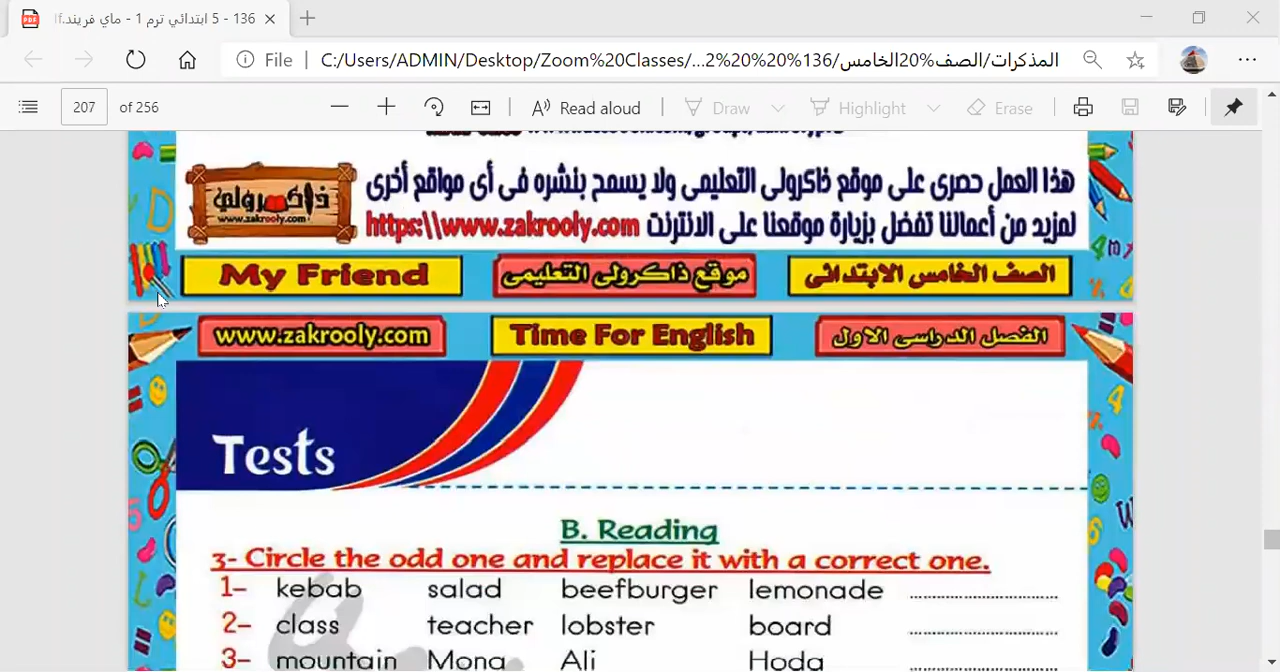 136 - 5 ابتدائي ترم 1 - ماي فريند.f
File
C:/Users/ADMIN/Desktop/Zoom%20Classes/...2%20%20%20136/المذكرات/الصف%20الخامس
207 of 256
Read aloud
Draw
Highlight
Erase
هذا العمل حصرى على موقع ذاكرولى التعليمى ولا يسمح بنشره فى أى مواقع أخرى
ذاكرولي
www.zakrooly.com
لمزيد من أعمالنا تفضل بزيارة موقعنا على الانترنت https:\\www.zakrooly.com
My Friend
موقع ذاكرولى التعليمى
الصف الخامس الابتدائى
www.zakrooly.com
Time For English
الفصل الدراسى الاول
Tests
B. Reading
3- Circle the odd one and replace it with a correct one.
1- kebab salad beefburger lemonade ........................
2- class teacher lobster board ........................
3- mountain Mona Ali Hoda ........................